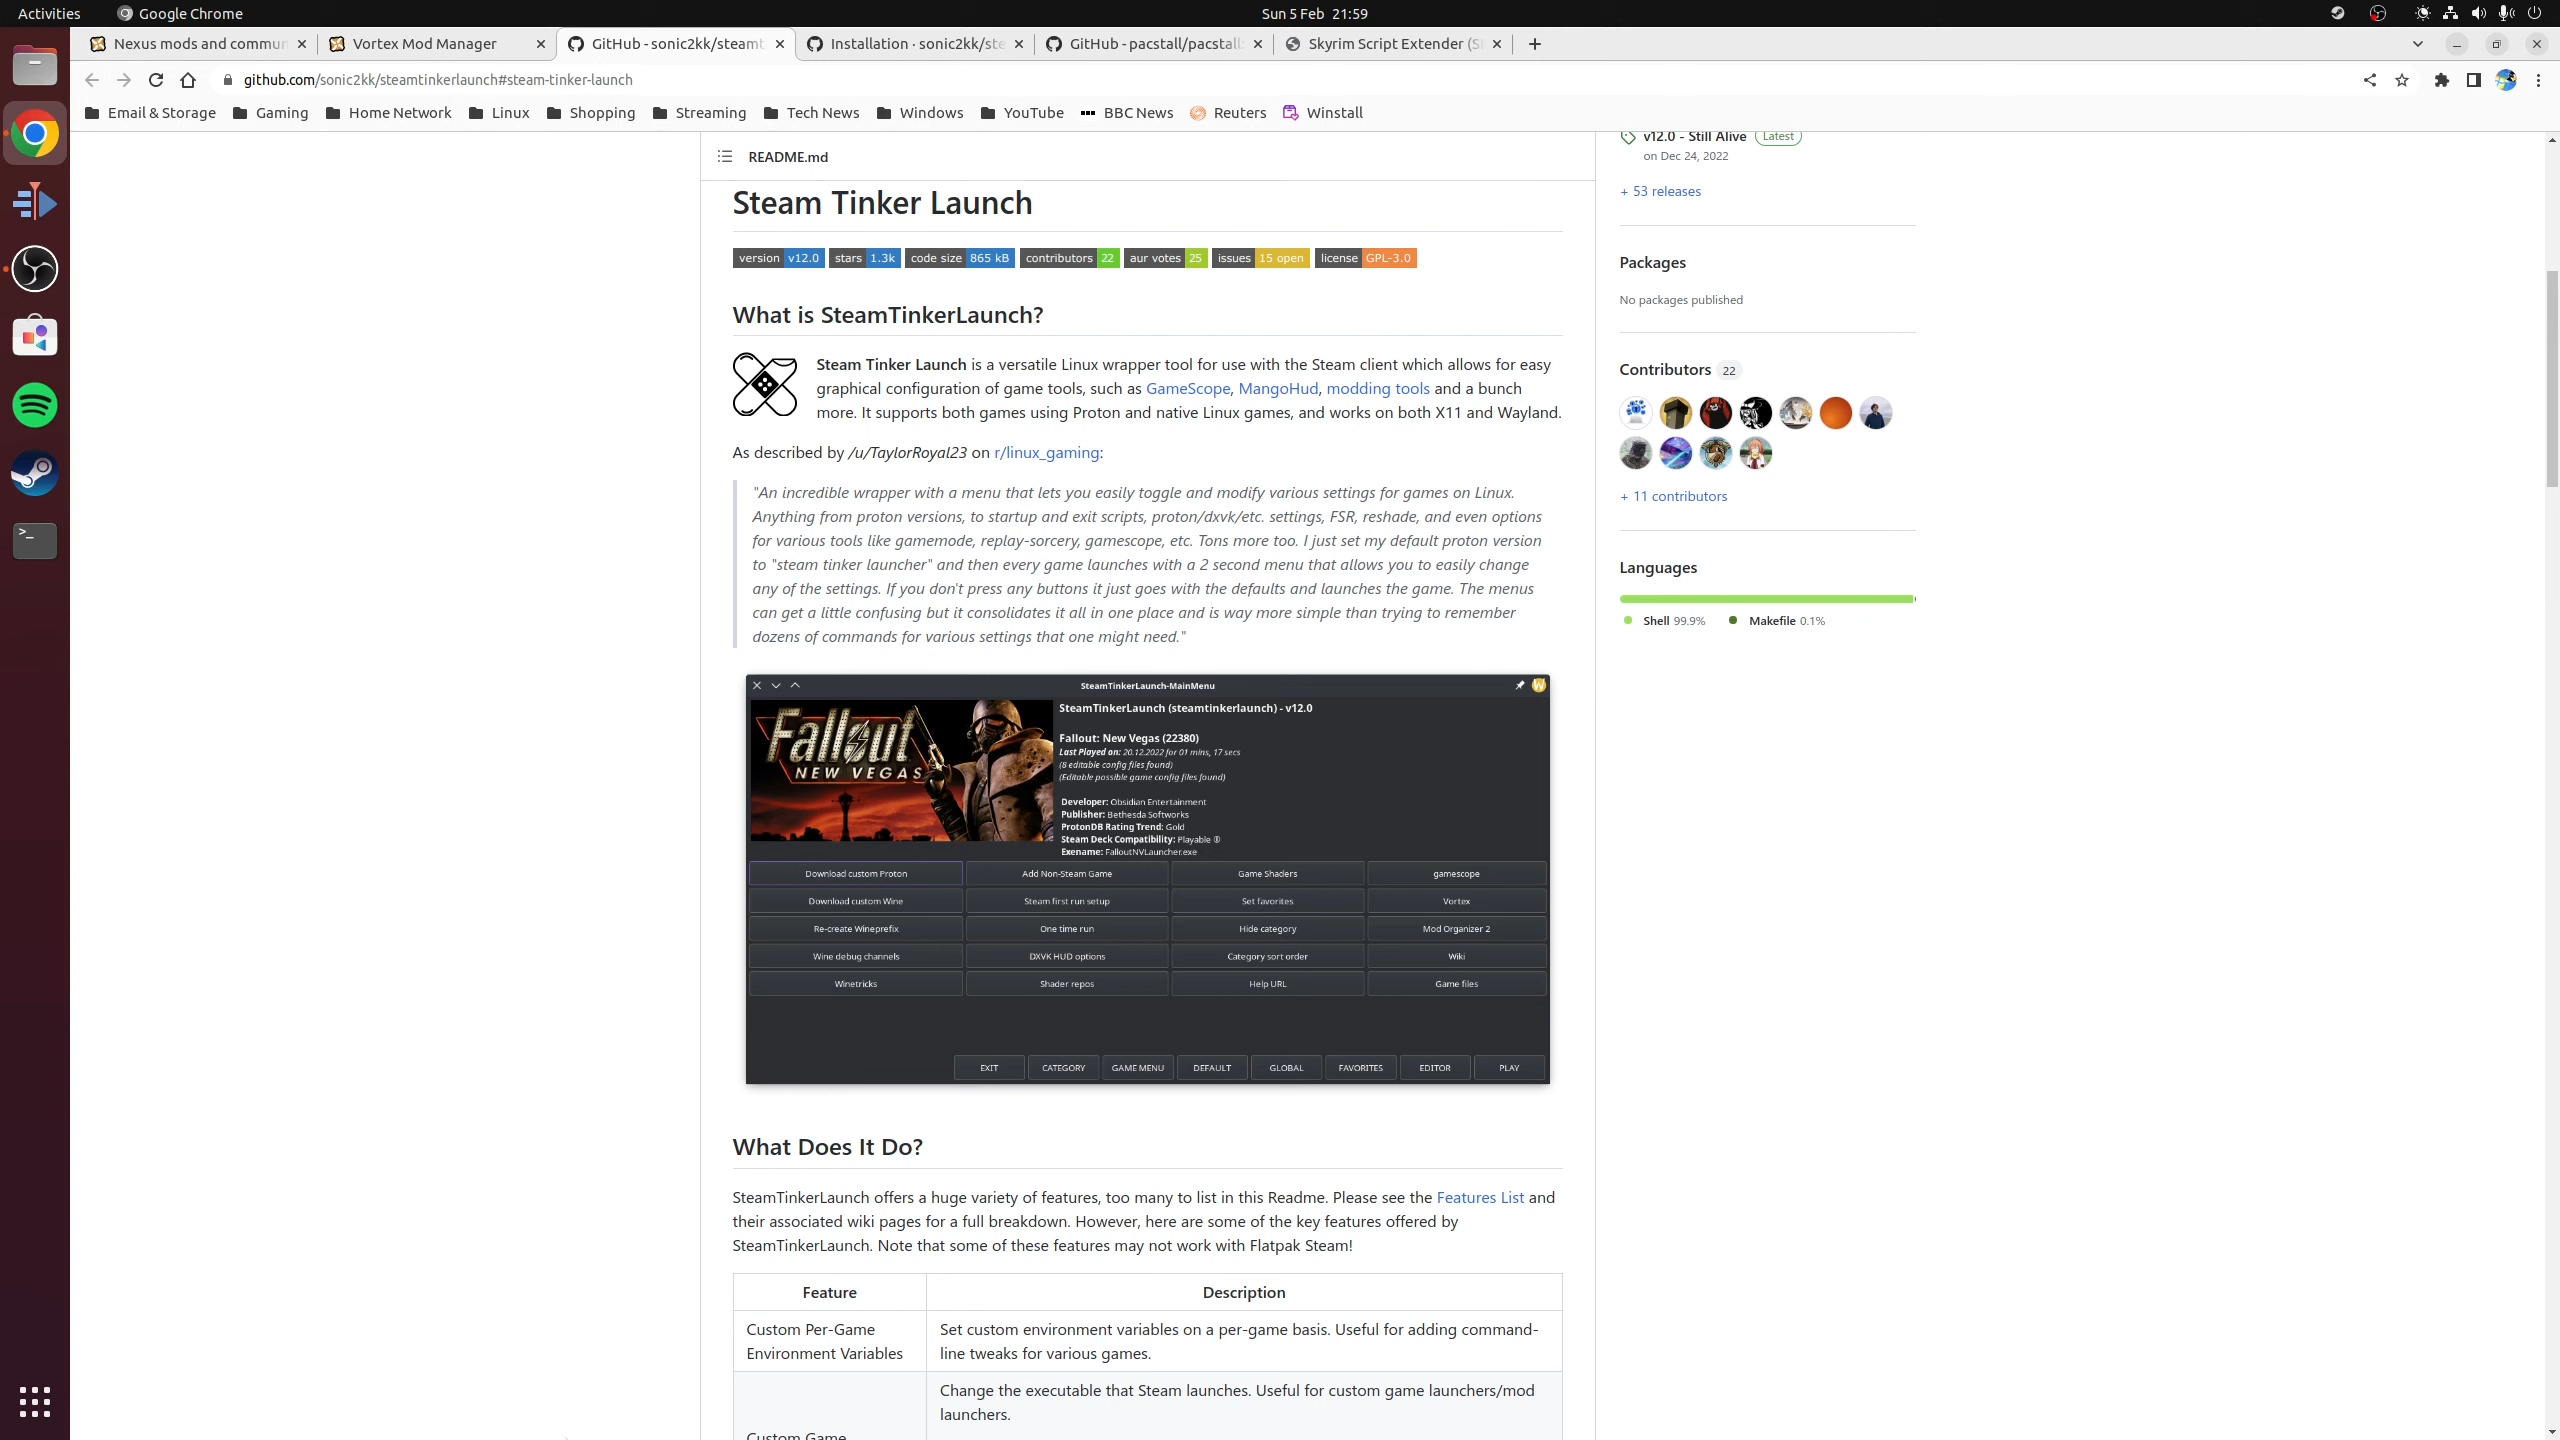 Activities
Google Chrome
Sun 5 Feb 21:59
Nexus mods and commun
Vortex Mod Manager
GitHub - sonic2kk/steamt
Installation · sonic2kk/ste
GitHub - pacstall/pacstall:
Skyrim Script Extender (S
github.com/sonic2kk/steamtinkerlaunch#steam-tinker-launch
Email & Storage
Gaming
Home Network
Linux
Shopping
Streaming
Tech News
Windows
YouTube
BBC News
Reuters
Winstall
README.md
Steam Tinker Launch
version v12.0 stars 1.3k code size 865 kB contributors 22 aur votes 25 issues 15 open license GPL-3.0
What is SteamTinkerLaunch?
Steam Tinker Launch is a versatile Linux wrapper tool for use with the Steam client which allows for easy
graphical configuration of game tools, such as GameScope, MangoHud, modding tools and a bunch
more. It supports both games using Proton and native Linux games, and works on both X11 and Wayland.
As described by /u/TaylorRoyal23 on r/linux_gaming:
"An incredible wrapper with a menu that lets you easily toggle and modify various settings for games on Linux.
Anything from proton versions, to startup and exit scripts, proton/dxvk/etc. settings, FSR, reshade, and even options
for various tools like gamemode, replay-sorcery, gamescope, etc. Tons more too. I just set my default proton version
to "steam tinker launcher" and then every game launches with a 2 second menu that allows you to easily change
any of the settings. If you don't press any buttons it just goes with the defaults and launches the game. The menus
can get a little confusing but it consolidates it all in one place and is way more simple than trying to remember
dozens of commands for various settings that one might need."
SteamTinkerLaunch-MainMenu
Fallout
NEW VEGAS
SteamTinkerLaunch (steamtinkerlaunch) - v12.0
Fallout: New Vegas (22380)
Last Played on: 20.12.2022 for 01 mins, 17 secs
(8 editable config files found)
(Editable possible game config files found)
Developer: Obsidian Entertainment
Publisher: Bethesda Softworks
ProtonDB Rating Trend: Gold
Steam Deck Compatibility: Playable
Exename: FalloutNVLauncher.exe
Download custom Proton
Add Non-Steam Game
Game Shaders
gamescope
Download custom Wine
Steam first run setup
Set favorites
Vortex
Re-create Wineprefix
One time run
Hide category
Mod Organizer 2
Wine debug channels
DXVK HUD options
Category sort order
Wiki
Winetricks
Shader repos
Help URL
Game files
EXIT
CATEGORY
GAME MENU
DEFAULT
GLOBAL
FAVORITES
EDITOR
PLAY
What Does It Do?
SteamTinkerLaunch offers a huge variety of features, too many to list in this Readme. Please see the Features List and
their associated wiki pages for a full breakdown. However, here are some of the key features offered by
SteamTinkerLaunch. Note that some of these features may not work with Flatpak Steam!
Feature
Description
Custom Per-Game
Environment Variables
Set custom environment variables on a per-game basis. Useful for adding command-
line tweaks for various games.
Change the executable that Steam launches. Useful for custom game launchers/mod
launchers.
Custom Game
v12.0 - Still Alive Latest
on Dec 24, 2022
+ 53 releases
Packages
No packages published
Contributors 22
+ 11 contributors
Languages
Shell 99.9%
Makefile 0.1%